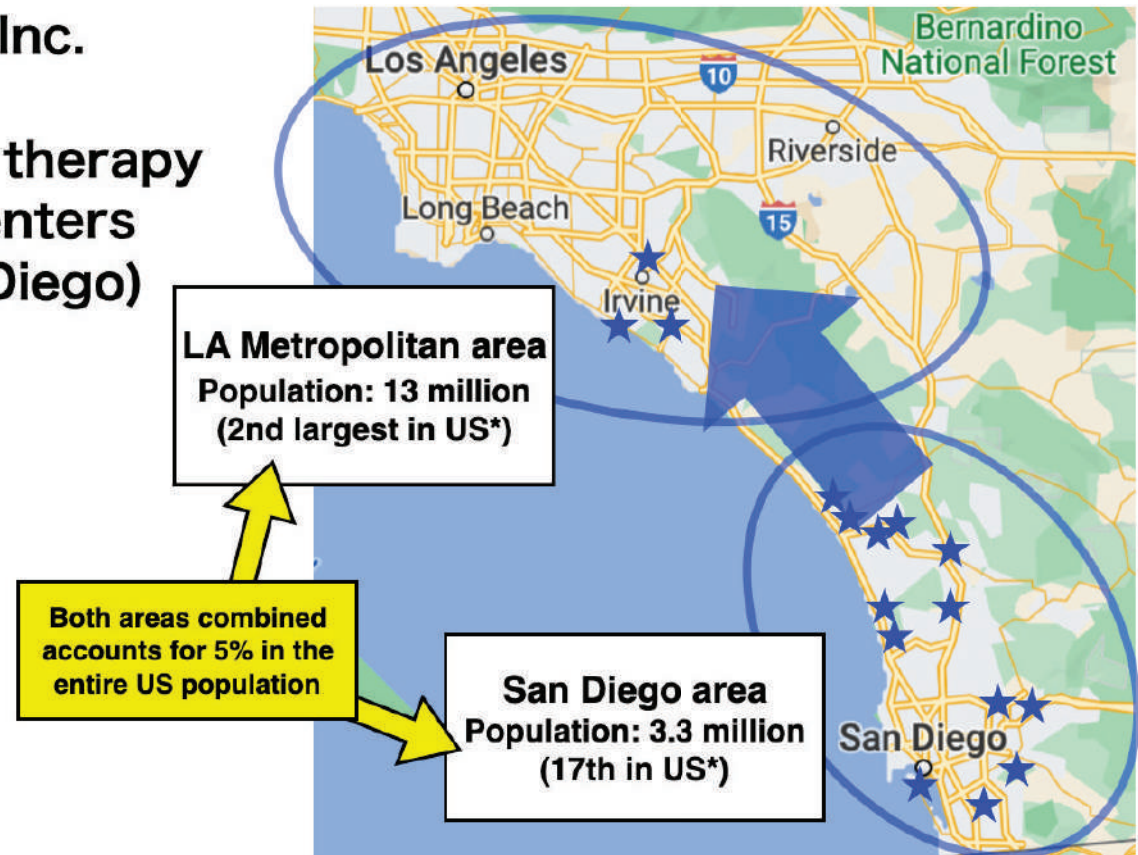 Inc.
therapy
enters
Diego)
Bernardino
National Forest
Los Angeles
10
Riverside
Long Beach
15
Irvine
LA Metropolitan area
Population: 13 million
(2nd largest in US*)
Both areas combined
accounts for 5% in the
entire US population
San Diego area
Population: 3.3 million
(17th in US*)
San Diego